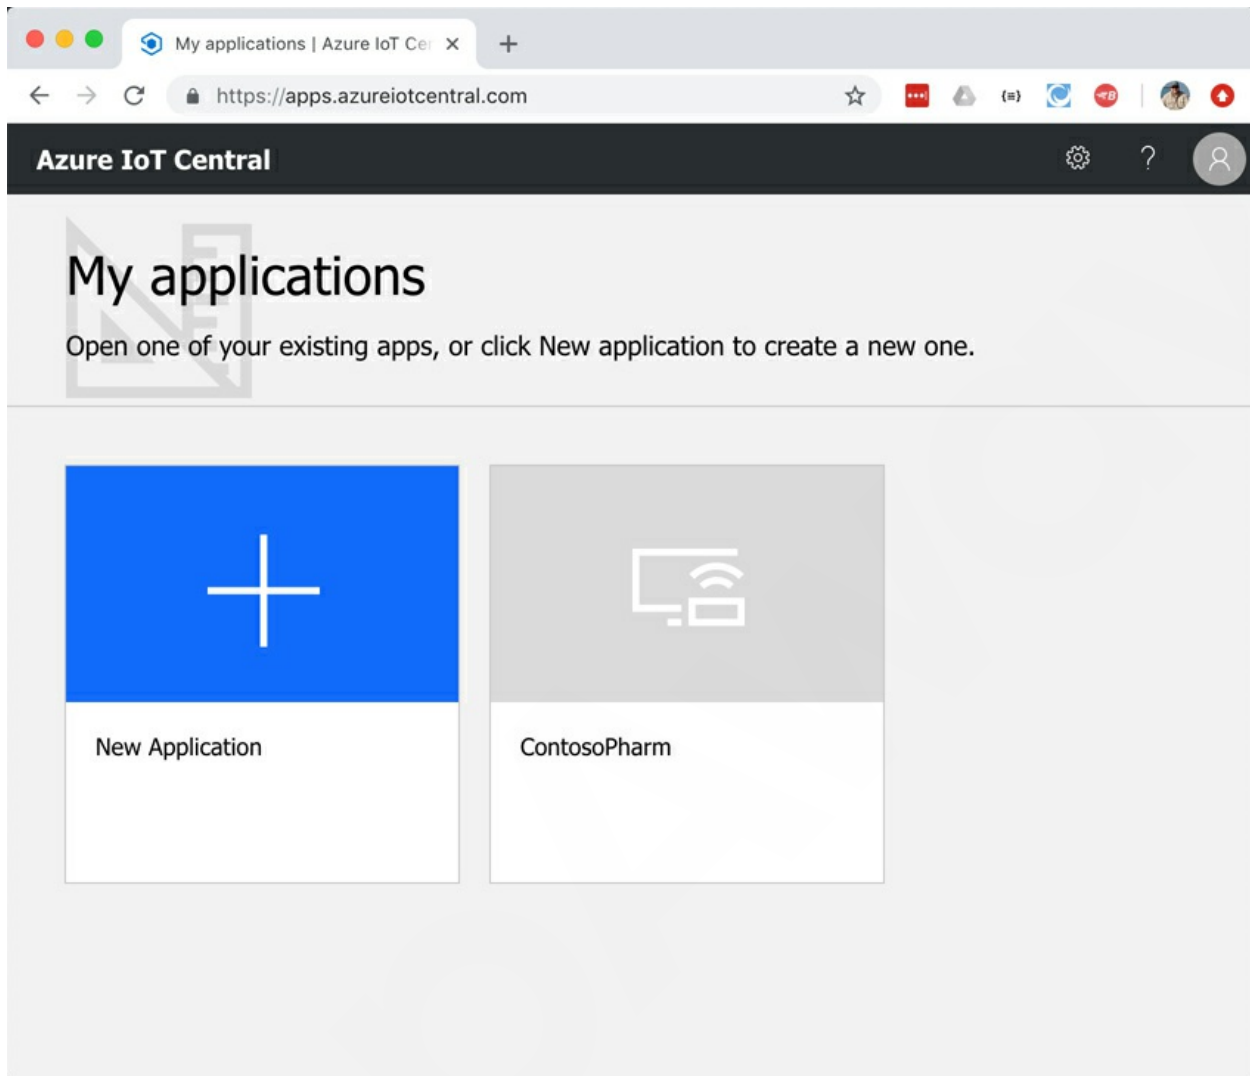 My applications | Azure IoT Cen
https://apps.azureiotcentral.com
Azure IoT Central
?
My applications
Open one of your existing apps, or click New application to create a new one.
New Application
ContosoPharm